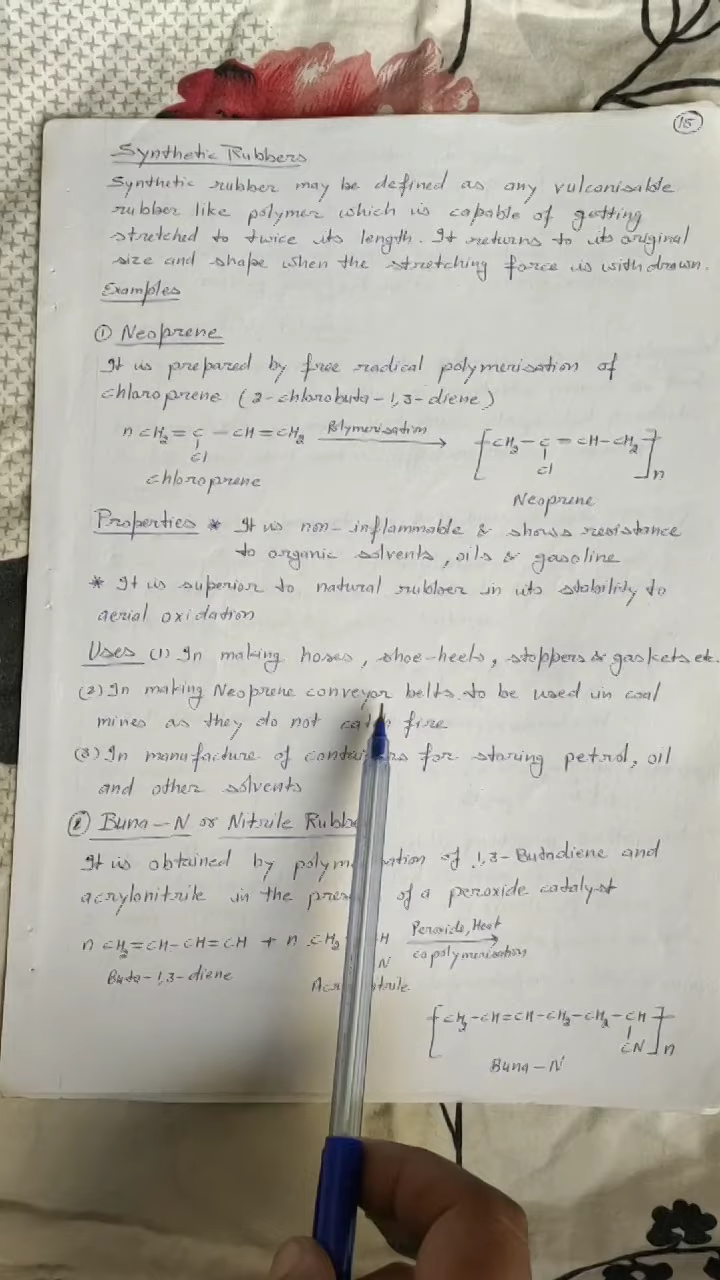 15
Synthetic Rubbers
Synthetic rubber may be defined as any vulconisable
rubber like polymer which is capable of getting
stretched to twice its length. It returns to its original
size and shape when the stretching force is withdrawn.
Examples
① Neoprene
It is prepared by free radical polymerisation of
chloroprene (2-chlorobuta-1,3-diene)
n CH₂=C-CH=CH₂ Polymerisation → [CH₂-C=CH-CH₂]n
Cl Cl
chloroprene
Neoprene
Properties * It is non-inflammable & shows resistance
to organic solvents, oils & gasoline
* It is superior to natural rubber in its stability to
aerial oxidation
Uses (1) In making hoses, shoe-heels, stoppers & gaskets etc.
(2) In making Neoprene conveyor belts to be used in coal
mines as they do not catch fire
(3) In manufacture of containers for storing petrol, oil
and other solvents
② Buna-N or Nitrile Rubber
It is obtained by of 1,3-Butadiene and
acrylonitrile in the of a peroxide catalyst
n CH₂=CH-CH=CH + n CH₂ H Peroxide, Heat →
N copolymerisation
Buta-1,3-diene
[CH₂-CH=CH-CH₂-CH₂-CH]n
CN
Buna-N